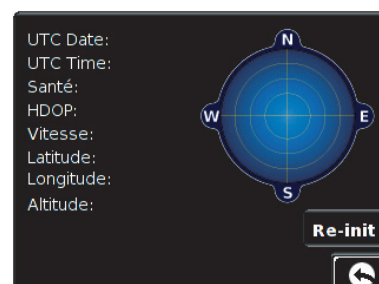 UTC Date:
UTC Time:
Santé:
HDOP:
Vitesse:
Latitude:
Longitude:
Altitude:
N
W
E
S
Re-init